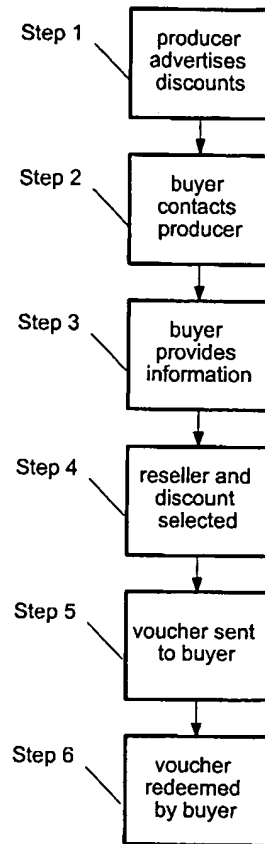 Step 1
producer
advertises
discounts
Step 2
buyer
contacts
producer
Step 3
buyer
provides
information
Step 4
reseller and
discount
selected
Step 5
voucher sent
to buyer
Step 6
voucher
redeemed
by buyer